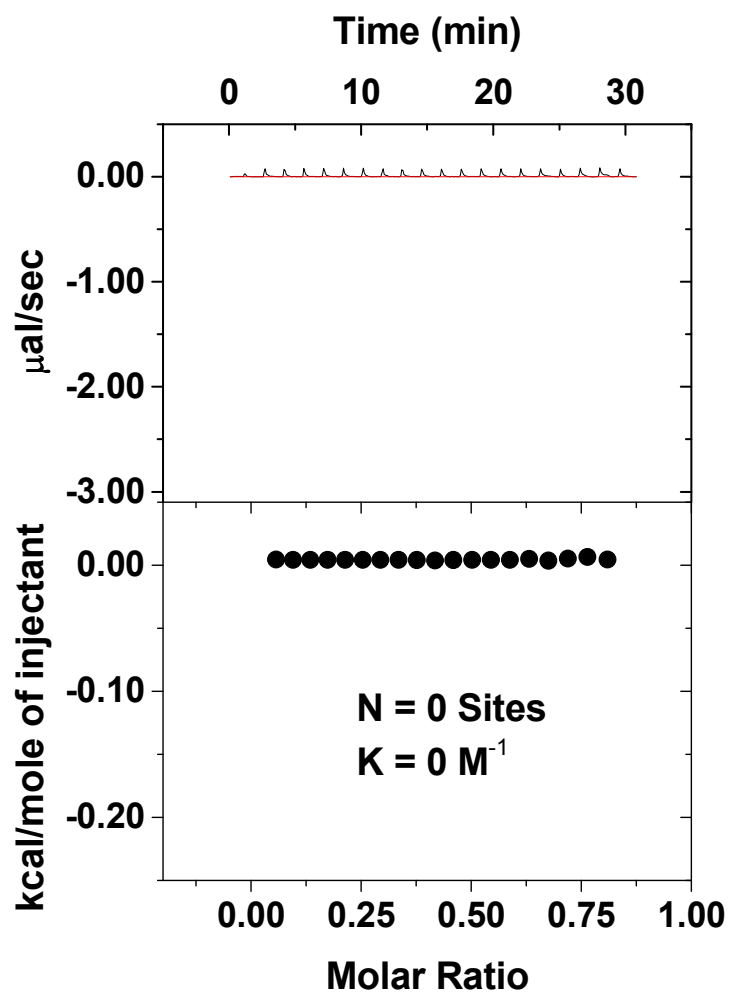 Time (min)
0 10 20 30
0.00
-1.00
-2.00
-3.00
µal/sec
0.00
-0.10
-0.20
kcal/mole of injectant
N = 0 Sites
K = 0 M⁻¹
0.00 0.25 0.50 0.75 1.00
Molar Ratio